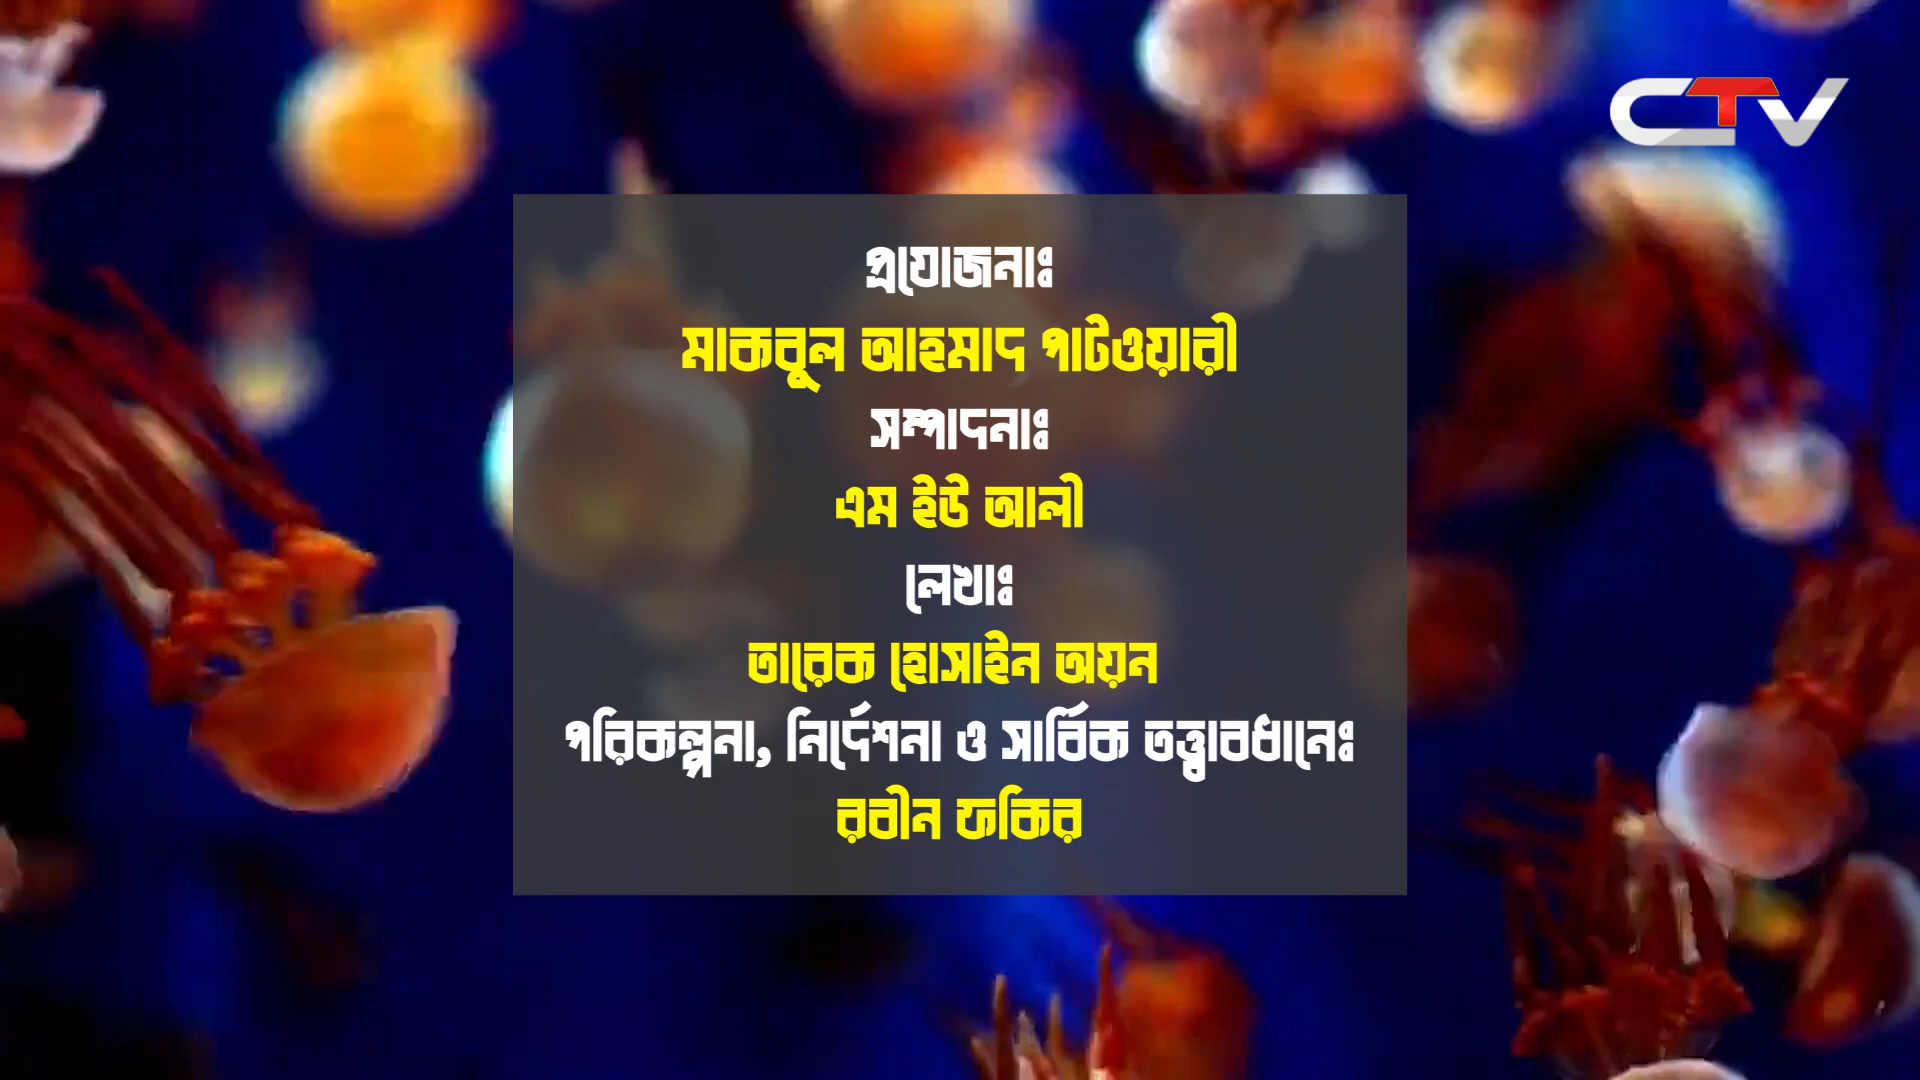 CTV
প্রযোজনাঃ
মাকবুল আহমাদ পাটওয়ারী
সম্পাদনাঃ
এম ইউ আলী
লেখাঃ
তারেক হোসাইন অয়ন
পরিকল্পনা, নির্দেশনা ও সার্বিক তত্ত্বাবধানেঃ
রবীন ফকির